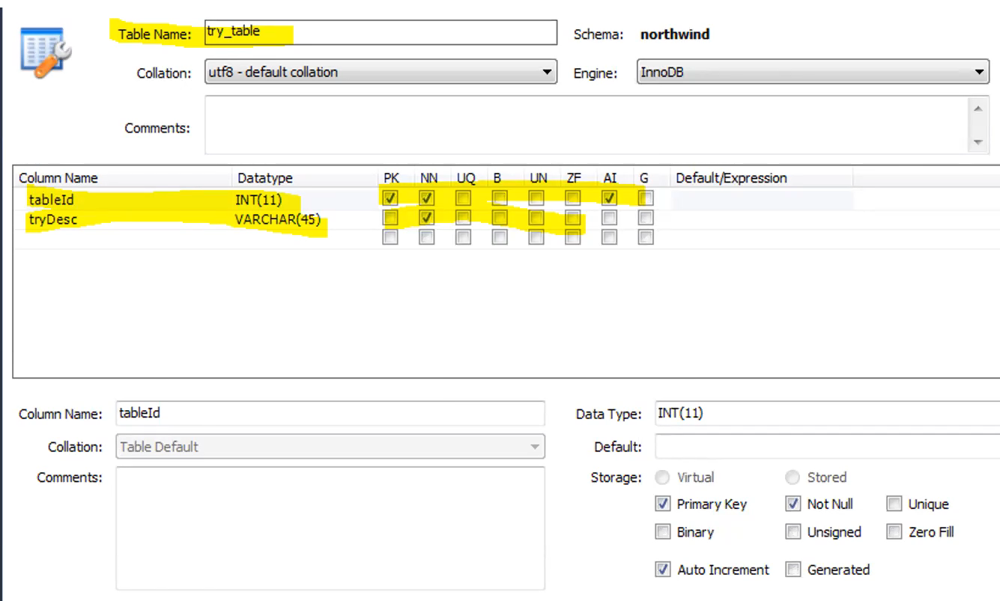 Table Name: try_table Schema: northwind
Collation: utf8 - default collation Engine: InnoDB
Comments:
Column Name Datatype PK NN UQ B UN ZF AI G Default/Expression
tableId INT(11)
tryDesc VARCHAR(45)
Column Name: tableId Data Type: INT(11)
Collation: Table Default Default:
Comments: Storage: Virtual Stored
Primary Key Not Null Unique
Binary Unsigned Zero Fill
Auto Increment Generated